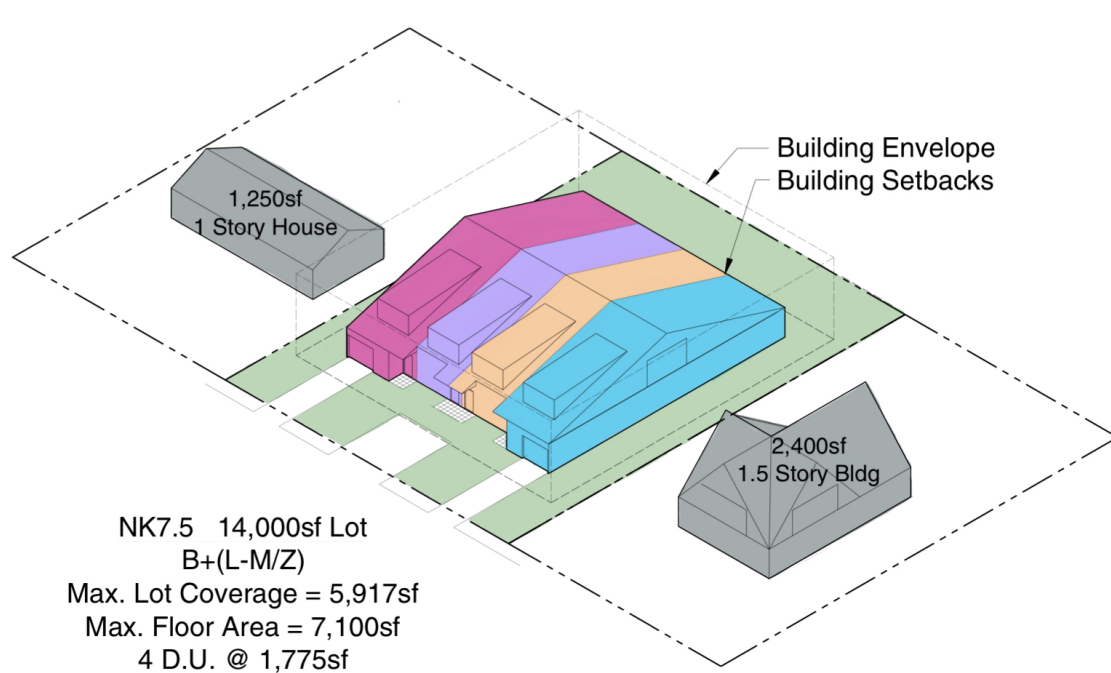 Building Envelope
Building Setbacks
1,250sf
1 Story House
2,400sf
1.5 Story Bldg
NK7.5 14,000sf Lot
B+(L-M/Z)
Max. Lot Coverage = 5,917sf
Max. Floor Area = 7,100sf
4 D.U. @ 1,775sf